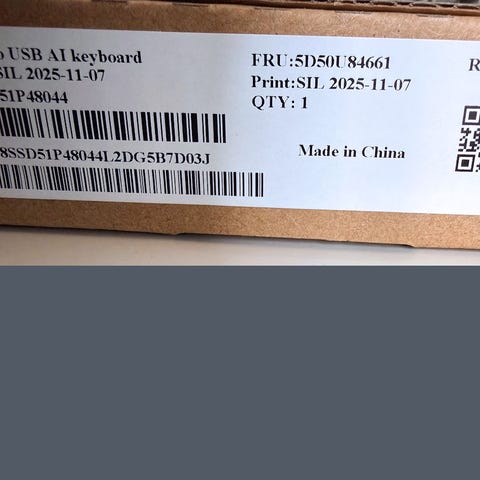 o USB AI keyboard
SIL 2025-11-07
51P48044
8SSD51P48044L2DG5B7D03J
FRU:5D50U84661
Print:SIL 2025-11-07
QTY: 1
Made in China
R